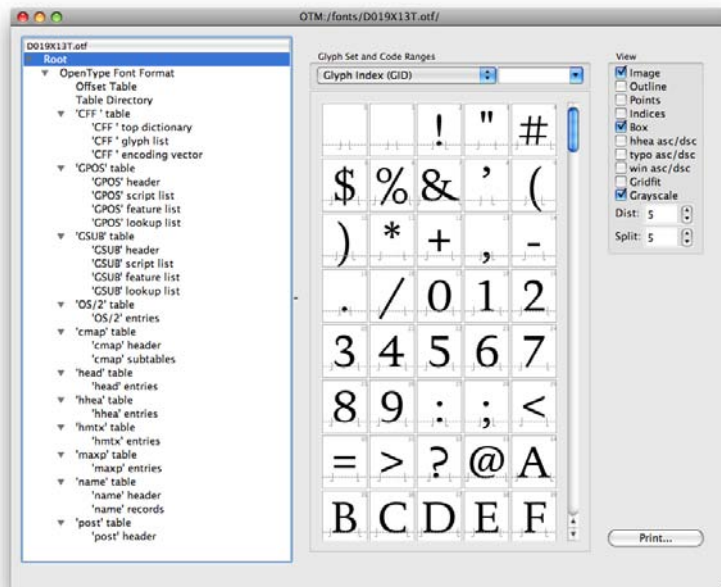 OTM:/fonts/D019X13T.otf/
D019X13T.otf
Root
OpenType Font Format
Offset Table
Table Directory
'CFF ' table
'CFF ' top dictionary
'CFF ' glyph list
'CFF ' encoding vector
'GPOS' table
'GPOS' header
'GPOS' script list
'GPOS' feature list
'GPOS' lookup list
'GSUB' table
'GSUB' header
'GSUB' script list
'GSUB' feature list
'GSUB' lookup list
'OS/2' table
'OS/2' entries
'cmap' table
'cmap' header
'cmap' subtables
'head' table
'head' entries
'hhea' table
'hhea' entries
'hmtx' table
'hmtx' entries
'maxp' table
'maxp' entries
'name' table
'name' header
'name' records
'post' table
'post' header
Glyph Set and Code Ranges
Glyph Index (GID)
! " #
$ % & ’ (
) * + , -
. / 0 1 2
3 4 5 6 7
8 9 : ; <
= > ? @ A
B C D E F
View
Image
Outline
Points
Indices
Box
hhea asc/dsc
typo asc/dsc
win asc/dsc
Gridfit
Grayscale
Dist: 5
Split: 5
Print...